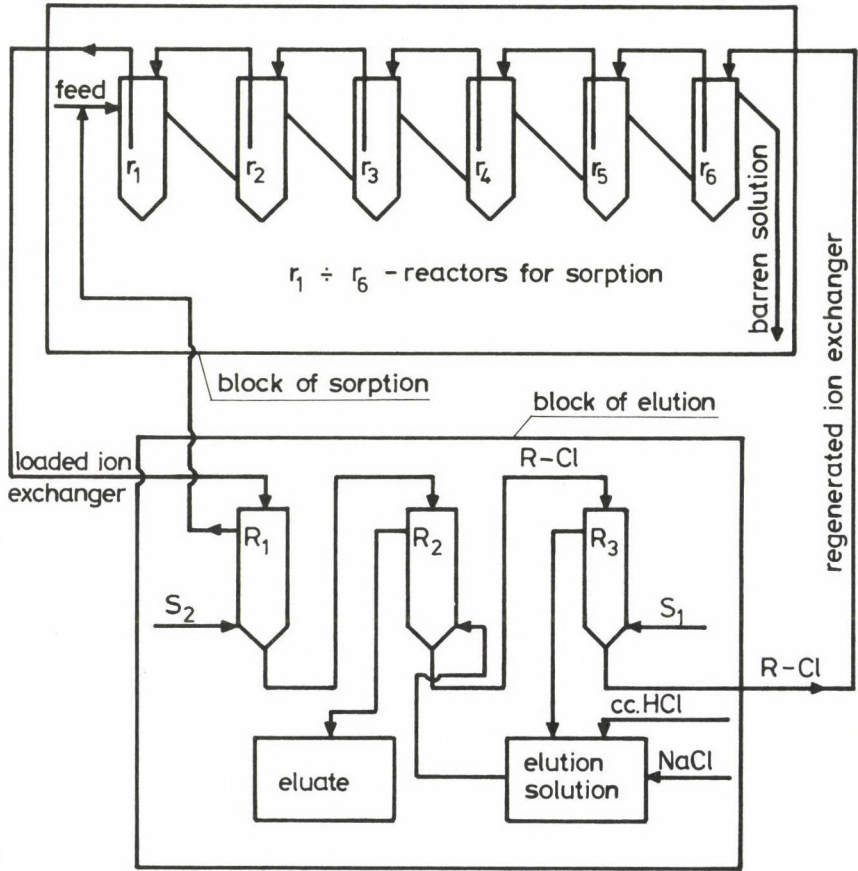 feed
r₁
r₂
r₃
r₄
r₅
r₆
barren solution
regenerated ion exchanger
r₁ ÷ r₆ – reactors for sorption
block of sorption
block of elution
loaded ion
exchanger
R–Cl
R₁
R₂
R₃
S₂
S₁
R–Cl
cc.HCl
eluate
elution
solution
NaCl